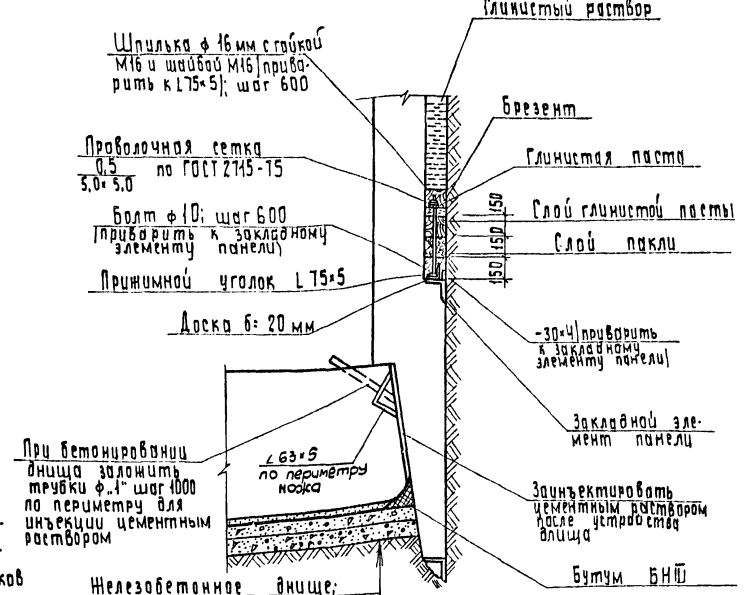 Глинистый раствор
Шпилька ф 16 мм с гайкой
М16 и шайбой М16 (прива-
рить к L75×5); шаг 600
Брезент
Проволочная сетка
0,5
5,0×5,0
по ГОСТ 2715-75
Глинистая паста
150
Болт ф10; шаг 600
(приварить к закладному
элементу панели)
Слой глинистой пасты
150
Слой пакли
Прижимной уголок L 75×5
150
Доска б= 20 мм
-30×4 (приварить
к закладному
элементу панели)
Закладной эле-
мент панели
При бетонировании
днища заложить
трубки ф„1" шаг 1000
по периметру для
инъекции цементным
раствором
L 63×5
по периметру
ножа
Заинъектировать
цементным раствором
после устройства
днища
ков
Железобетонное днище;
Бутум БНIII